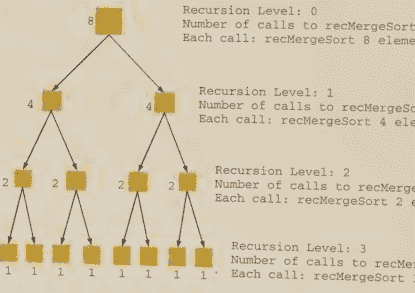 8
Recursion Level: 0
Number of calls to recMergeSort
Each call: recMergeSort 8 eleme
4 4
Recursion Level: 1
Number of calls to recMergeSo
Each call: recMergeSort 4 ele
2 2 2 2
Recursion Level: 2
Number of calls to recMerge
Each call: recMergeSort 2 e
Recursion Level: 3
Number of calls to recMer
Each call: recMergeSort
1 1 1 1 1 1 1 1